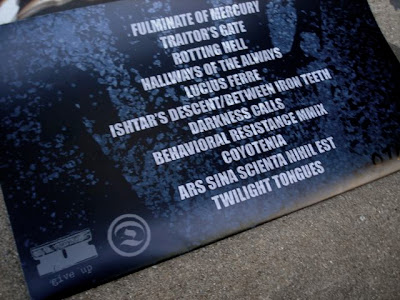 FULMINATE OF MERCURY
TRAITOR'S GATE
ROTTING HELL
HALLWAYS OF THE ALWAYS
LUCIUS FERRE
ISHTAR'S DESCENT/BETWEEN IRON TEETH
DARKNESS CALLS
BEHAVIORAL RESISTANCE MMIX
COYOTENIA
ARS SINA SCIENTA NIHIL EST
TWILIGHT TONGUES
2
give up